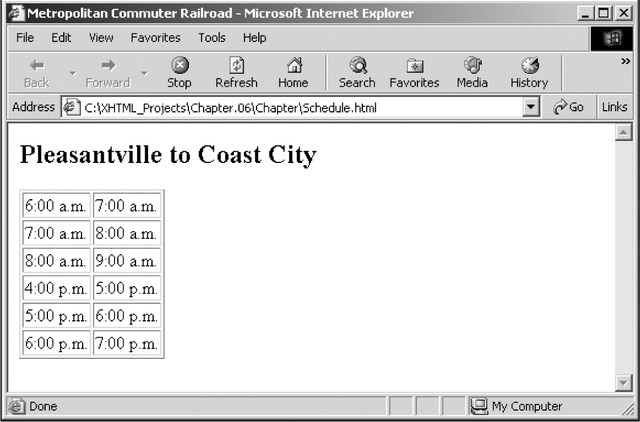 Metropolitan Commuter Railroad - Microsoft Internet Explorer
File Edit View Favorites Tools Help
Back Forward Stop Refresh Home Search Favorites Media History »
Address C:\XHTML_Projects\Chapter.06\Chapter\Schedule.html Go Links
Pleasantville to Coast City
6:00 a.m. 7:00 a.m.
7:00 a.m. 8:00 a.m.
8:00 a.m. 9:00 a.m.
4:00 p.m. 5:00 p.m.
5:00 p.m. 6:00 p.m.
6:00 p.m. 7:00 p.m.
Done My Computer